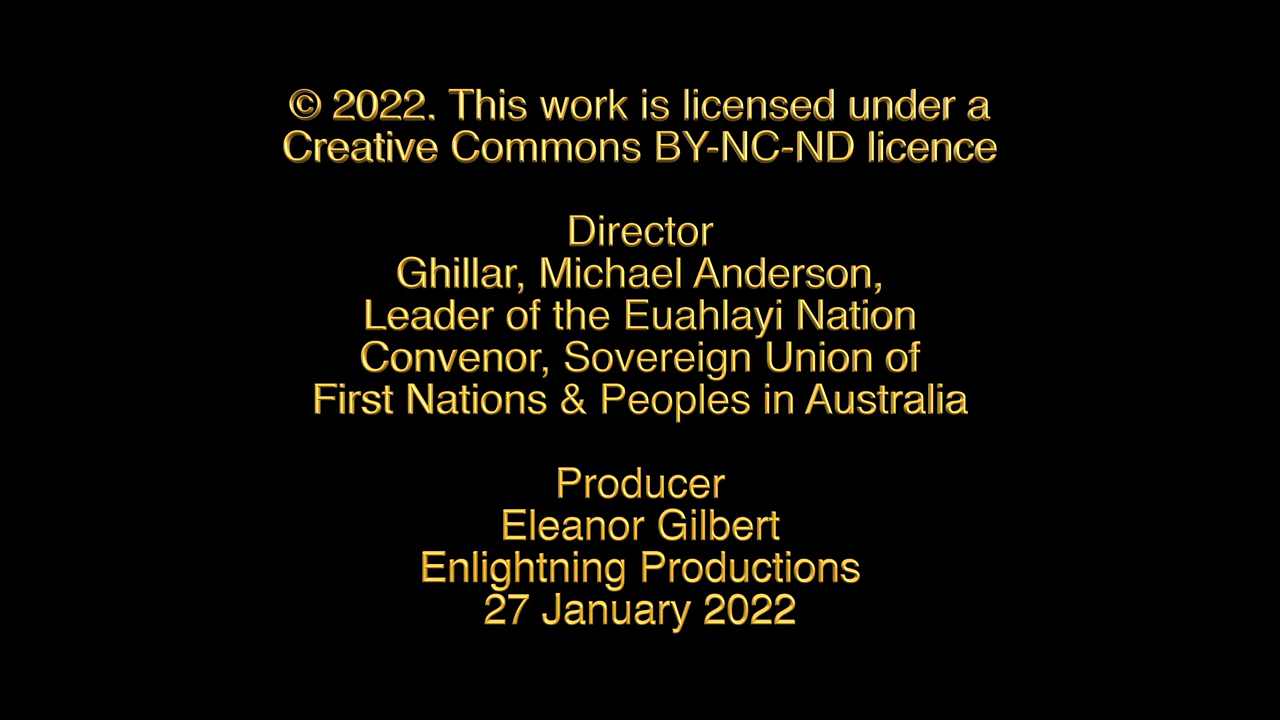 © 2022. This work is licensed under a
Creative Commons BY-NC-ND licence
Director
Ghillar, Michael Anderson,
Leader of the Euahlayi Nation
Convenor, Sovereign Union of
First Nations & Peoples in Australia
Producer
Eleanor Gilbert
Enlightning Productions
27 January 2022